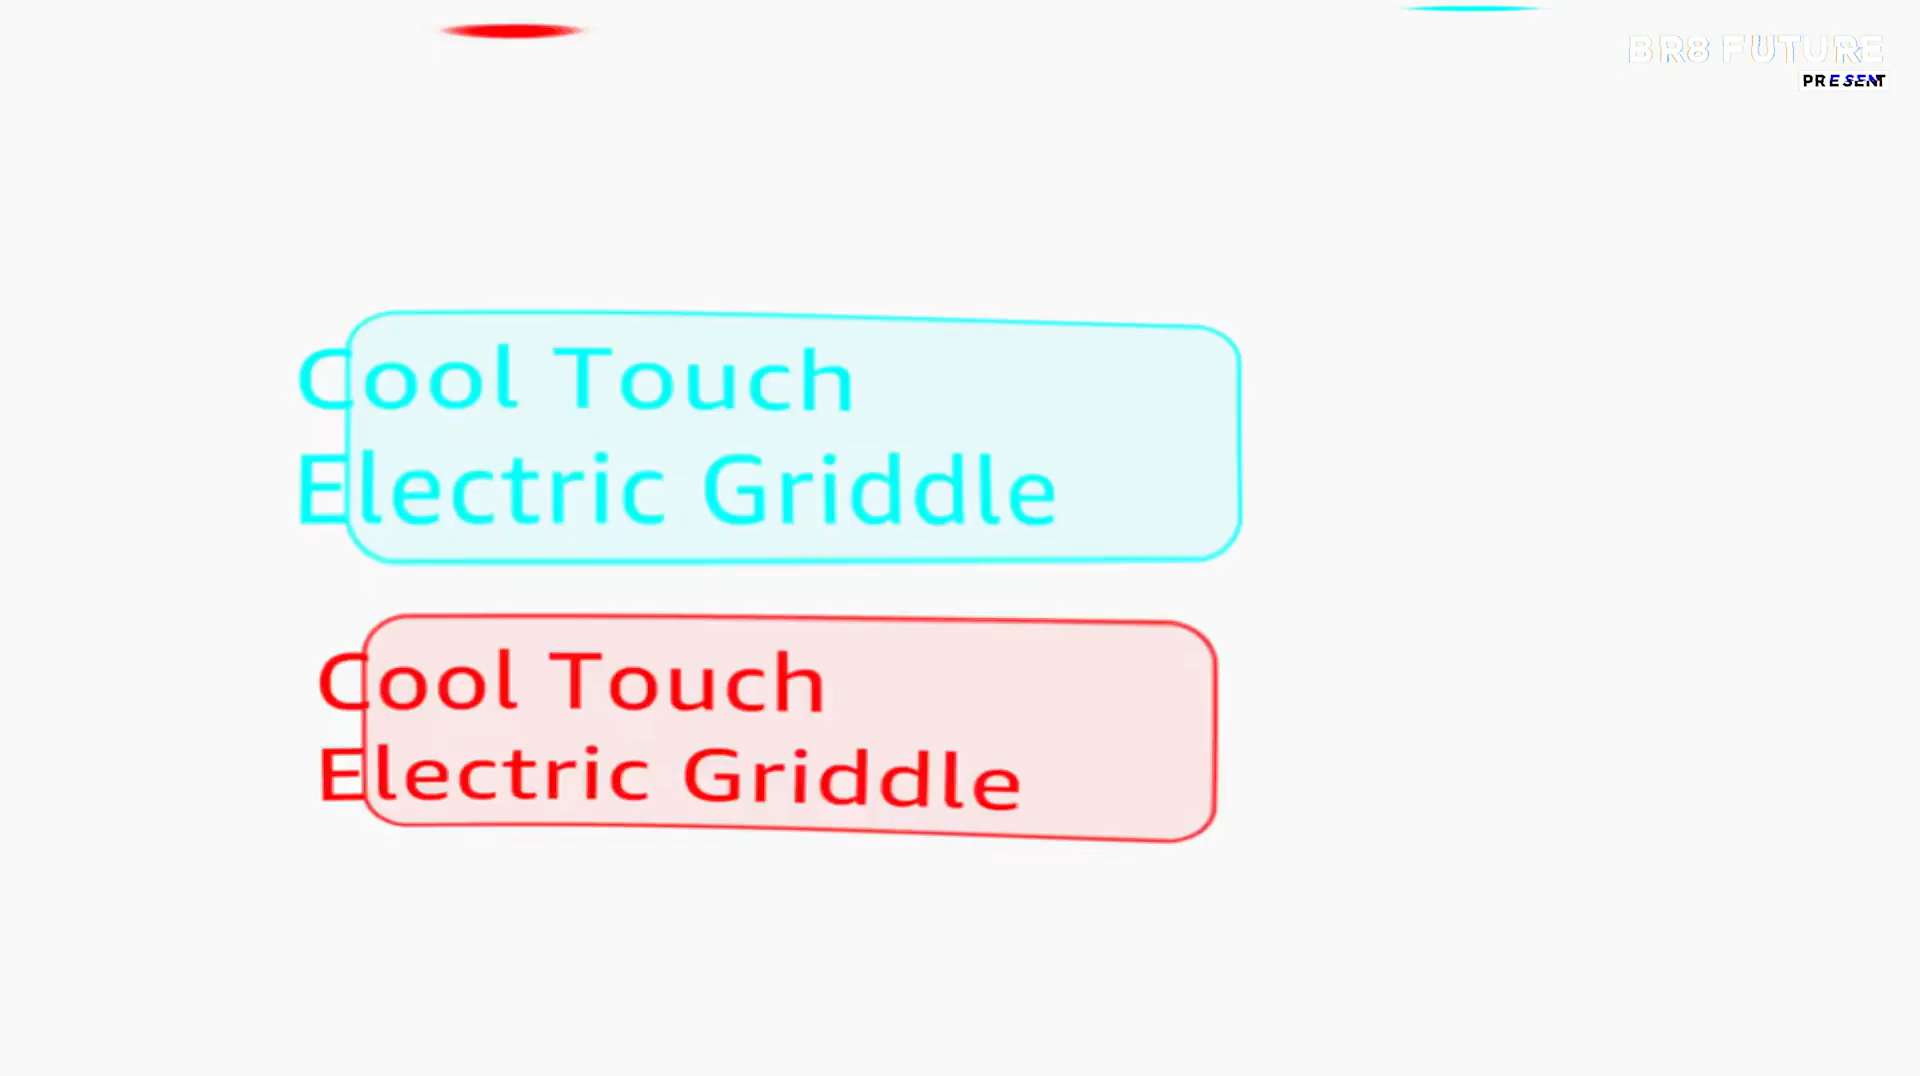 BR8 FUTURE
PRESENT
Cool Touch
Electric Griddle
Cool Touch
Electric Griddle